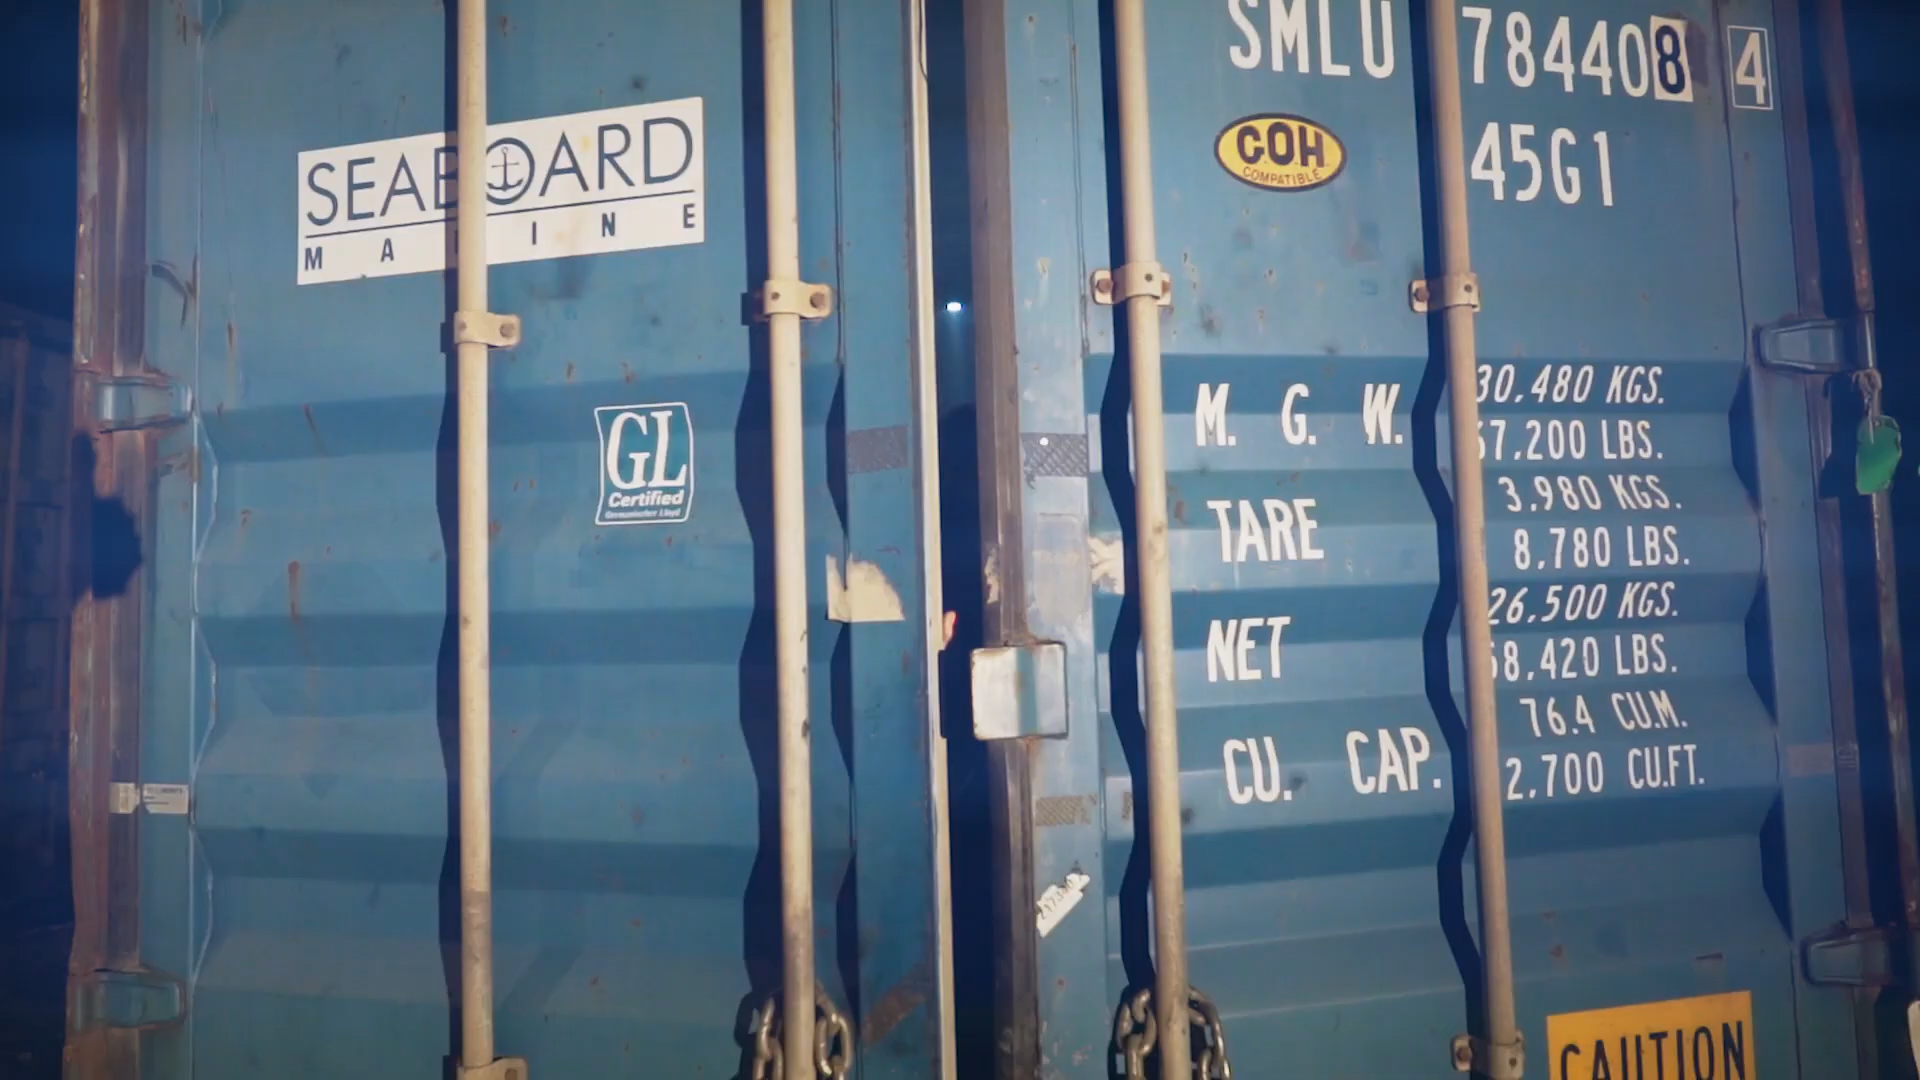 SEABOARD
MARINE
GL
Certified
Germanischer Lloyd
SMLU 784408 4
C.O.H
COMPATIBLE
45G1
M. G. W. 30,480 KGS.
67,200 LBS.
TARE 3,980 KGS.
8,780 LBS.
NET 26,500 KGS.
58,420 LBS.
CU. CAP. 76.4 CU.M.
2,700 CU.FT.
CAUTION